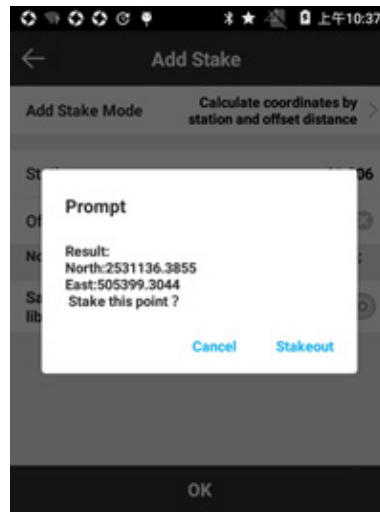 上午10:37
Add Stake
Add Stake Mode
Calculate coordinates by
station and offset distance
Prompt
Result:
North:2531136.3855
East:505399.3044
Stake this point ?
Cancel
Stakeout
OK